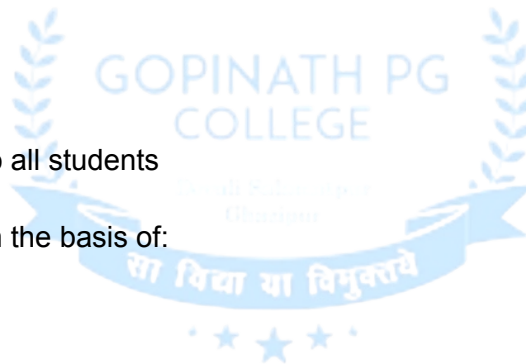 GOPINATH PG
COLLEGE
all students
the basis of:
सा विद्या या विमुक्तये